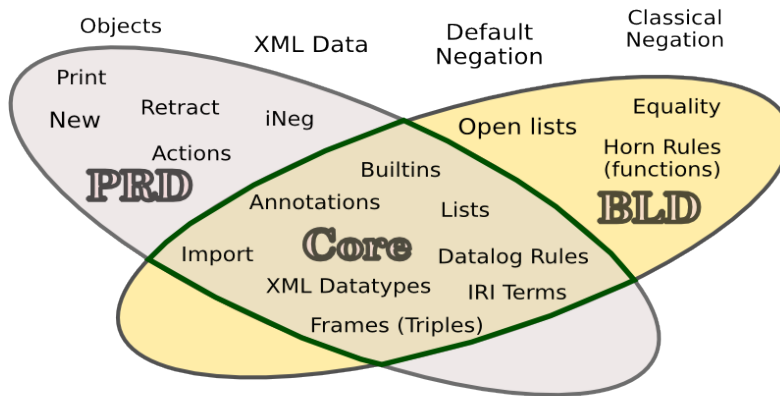 Objects
XML Data
Default
Negation
Classical
Negation
Print
New
Retract
iNeg
Actions
PRD
Open lists
Equality
Horn Rules
(functions)
BLD
Builtins
Annotations
Lists
Import
Core
Datalog Rules
XML Datatypes
IRI Terms
Frames (Triples)